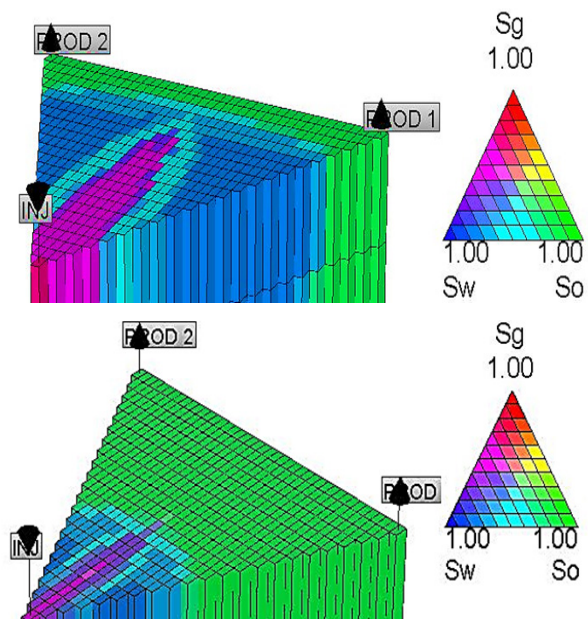 PROD 2
PROD 1
INJ
Sg
1.00
1.00 1.00
Sw So
PROD 2
PROD
INJ
Sg
1.00
1.00 1.00
Sw So